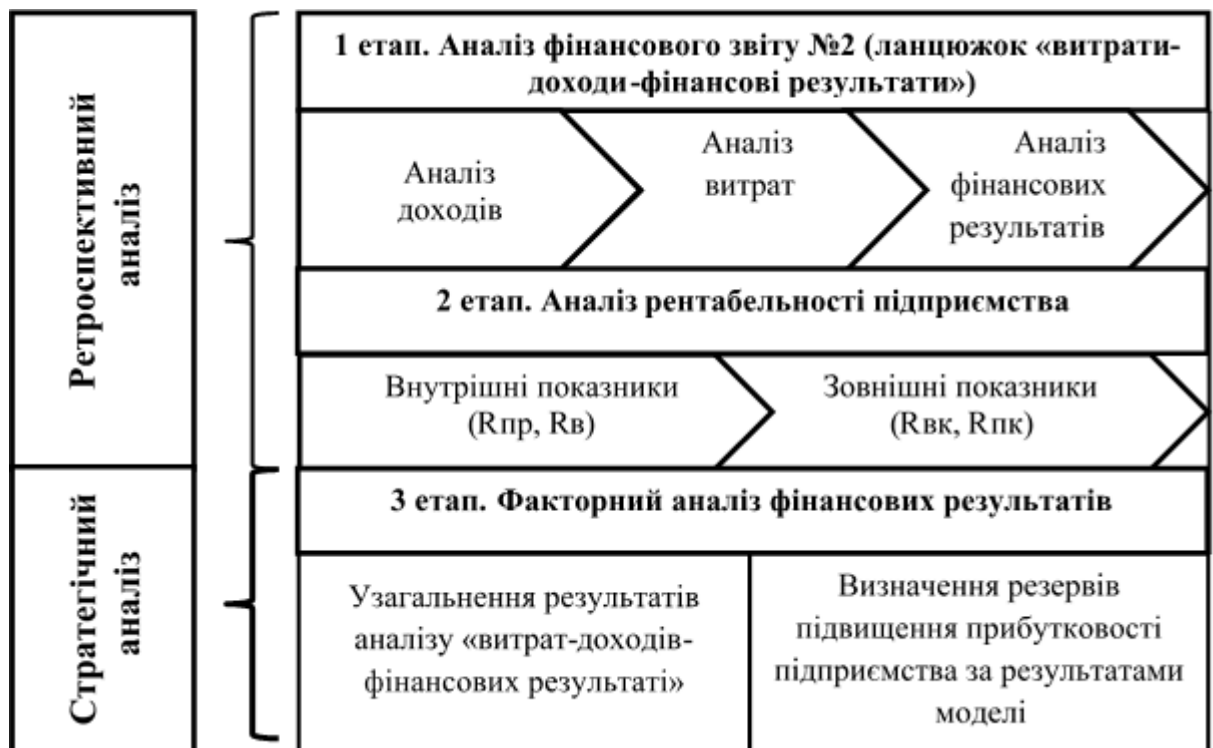 Ретроспективний
аналіз
1 етап. Аналіз фінансового звіту №2 (ланцюжок «витрати-
доходи-фінансові результати»)
Аналіз
доходів
Аналіз
витрат
Аналіз
фінансових
результатів
2 етап. Аналіз рентабельності підприємства
Внутрішні показники
(Rпр, Rв)
Зовнішні показники
(Rвк, Rпк)
Стратегічний
аналіз
3 етап. Факторний аналіз фінансових результатів
Узагальнення результатів
аналізу «витрат-доходів-
фінансових результаті»
Визначення резервів
підвищення прибутковості
підприємства за результатами
моделі